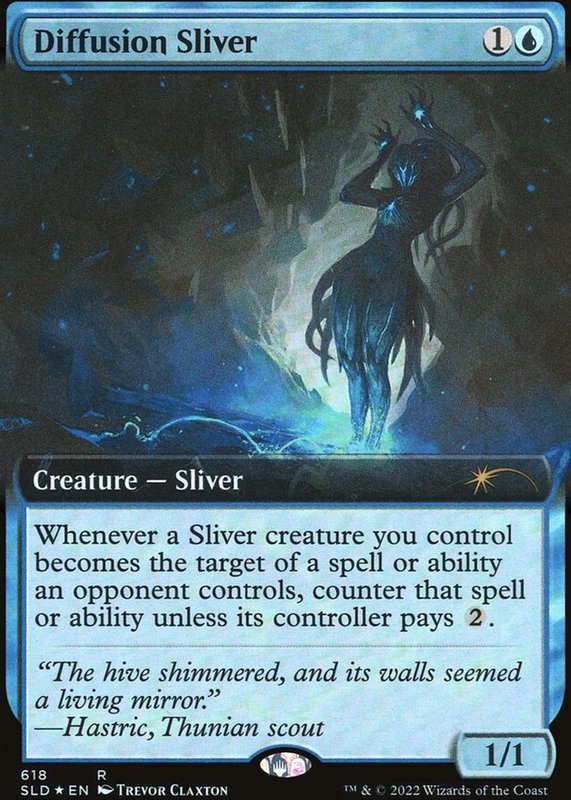 Diffusion Sliver 1
Creature — Sliver
Whenever a Sliver creature you control
becomes the target of a spell or ability
an opponent controls, counter that spell
or ability unless its controller pays 2.
“The hive shimmered, and its walls seemed
a living mirror.”
—Hastric, Thunian scout
1/1
618 R
SLD ★ EN Trevor Claxton ™ & © 2022 Wizards of the Coast